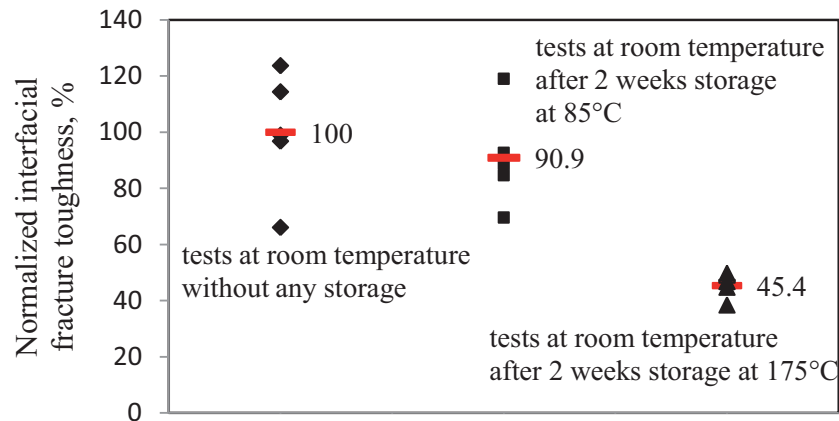 Normalized interfacial
fracture toughness, %
140
120
100
80
60
40
20
0
100
tests at room temperature
without any storage
tests at room temperature
after 2 weeks storage
at 85°C
90.9
45.4
tests at room temperature
after 2 weeks storage at 175°C